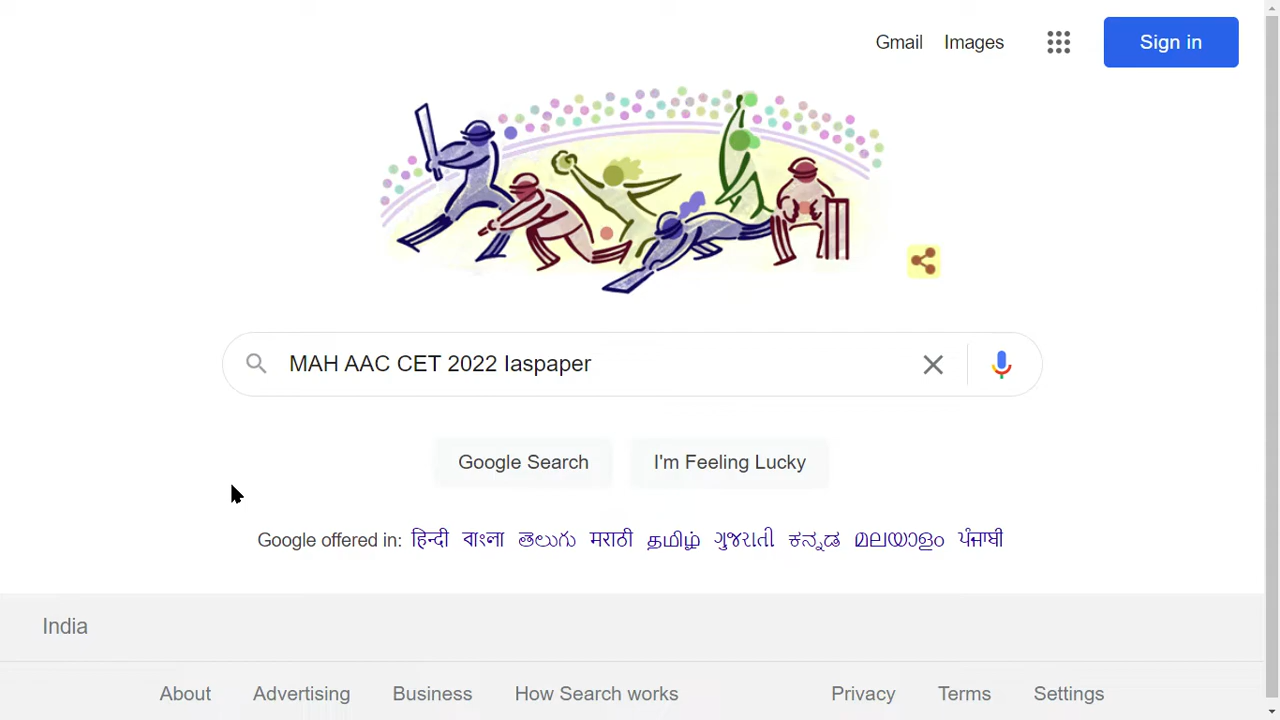 Gmail Images Sign in
MAH AAC CET 2022 Iaspaper
Google Search I'm Feeling Lucky
Google offered in: हिन्दी বাংলা తెలుగు मराठी தமிழ் ગુજરાતી ಕನ್ನಡ മലയാളം ਪੰਜਾਬੀ
India
About Advertising Business How Search works Privacy Terms Settings